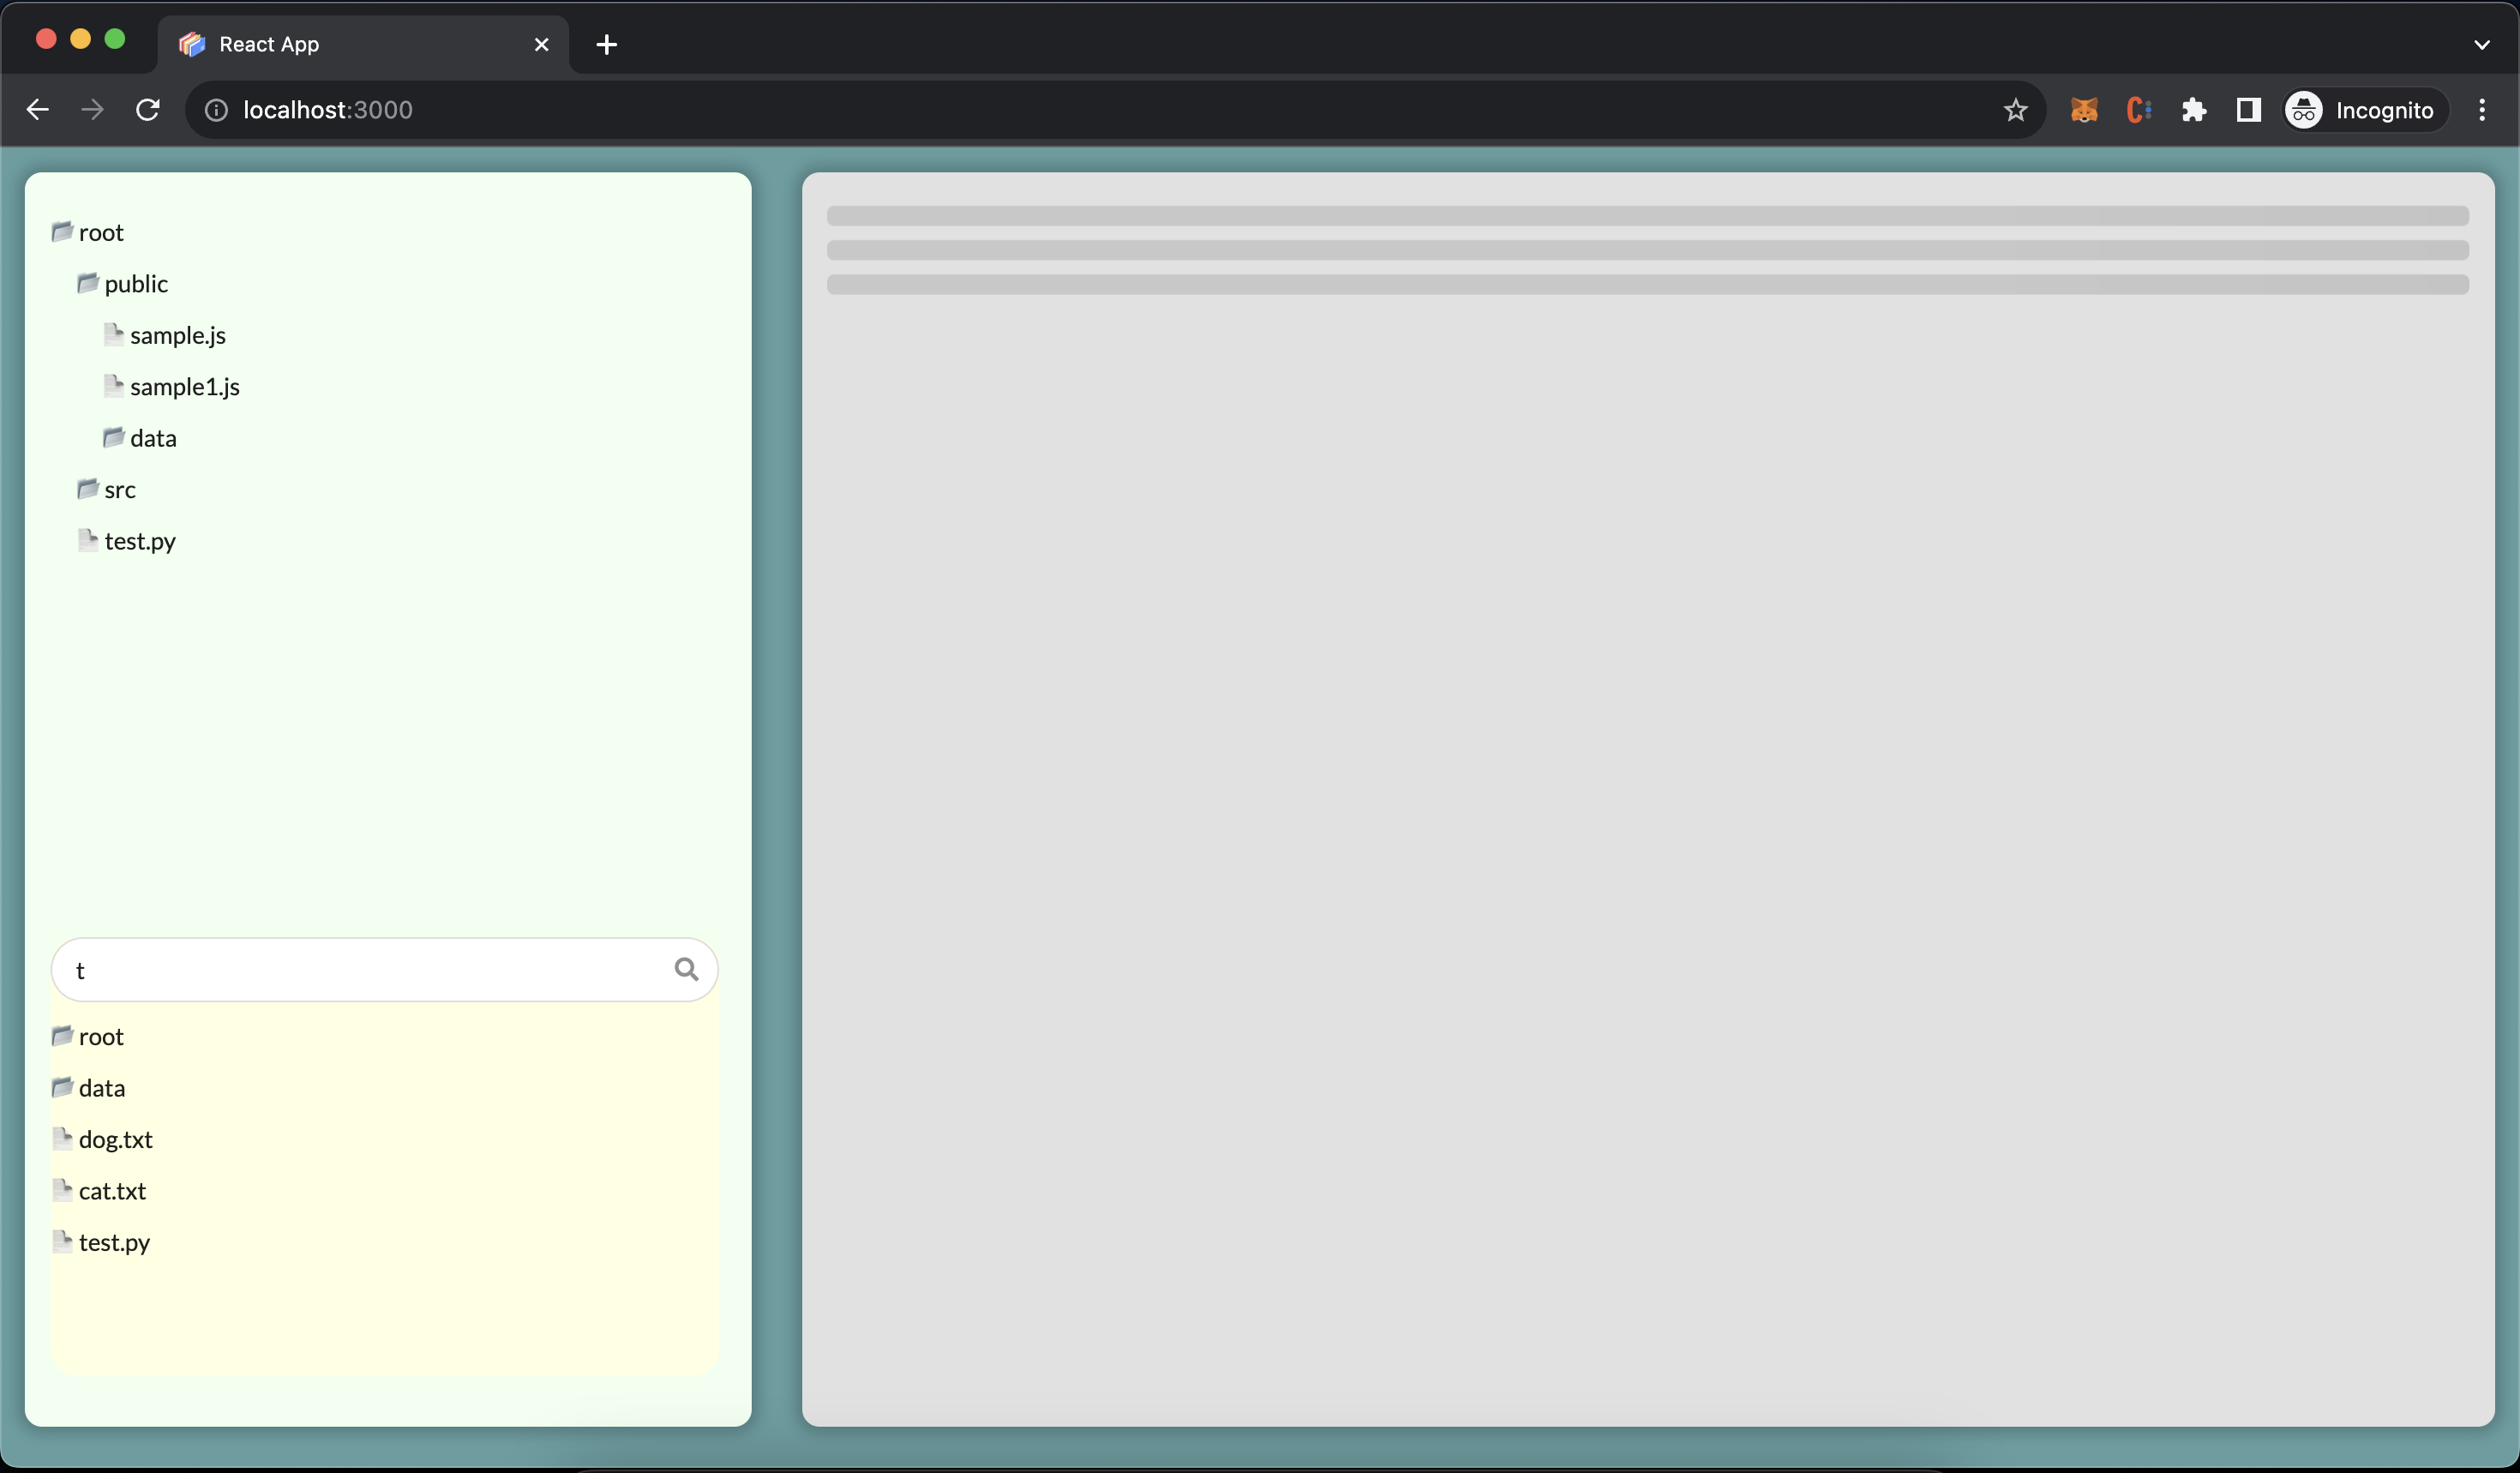 React App
localhost:3000
Incognito
root
public
sample.js
sample1.js
data
src
test.py
t
root
data
dog.txt
cat.txt
test.py